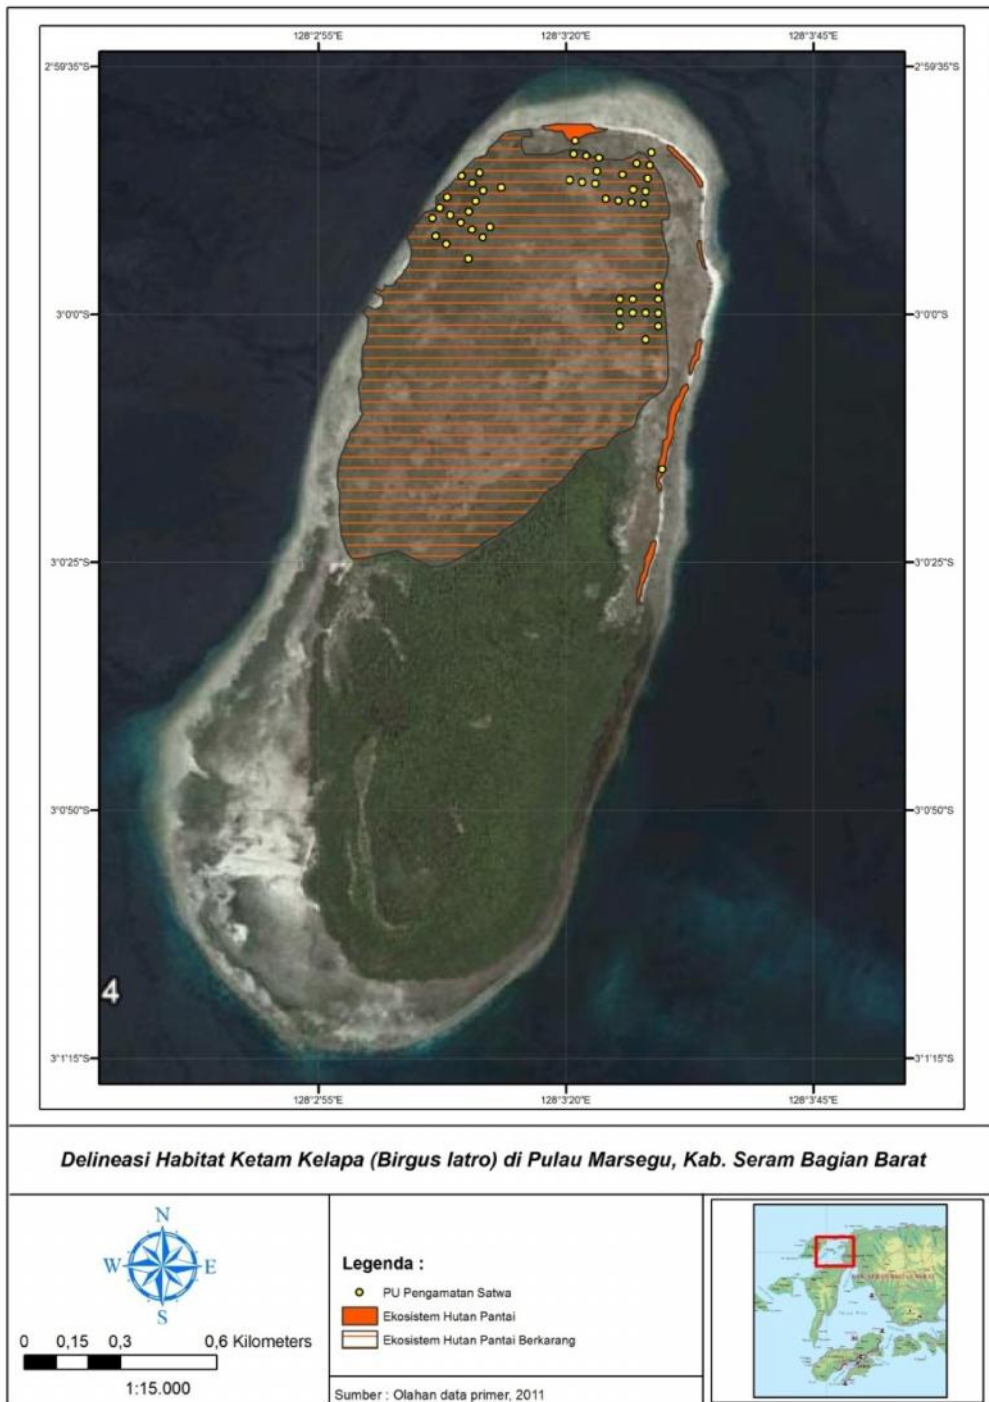 128°2'55"E 128°3'20"E 128°3'45"E
2°59'35"S 2°59'35"S
3°0'0"S 3°0'0"S
3°0'25"S 3°0'25"S
3°0'50"S 3°0'50"S
4
3°1'15"S 3°1'15"S
128°2'55"E 128°3'20"E 128°3'45"E
Delineasi Habitat Ketam Kelapa (Birgus latro) di Pulau Marsegu, Kab. Seram Bagian Barat
N
W E
S
0 0,15 0,3 0,6 Kilometers
1:15.000
Legenda :
PU Pengamatan Satwa
Ekosistem Hutan Pantai
Ekosistem Hutan Pantai Berkarang
Sumber : Olahan data primer, 2011